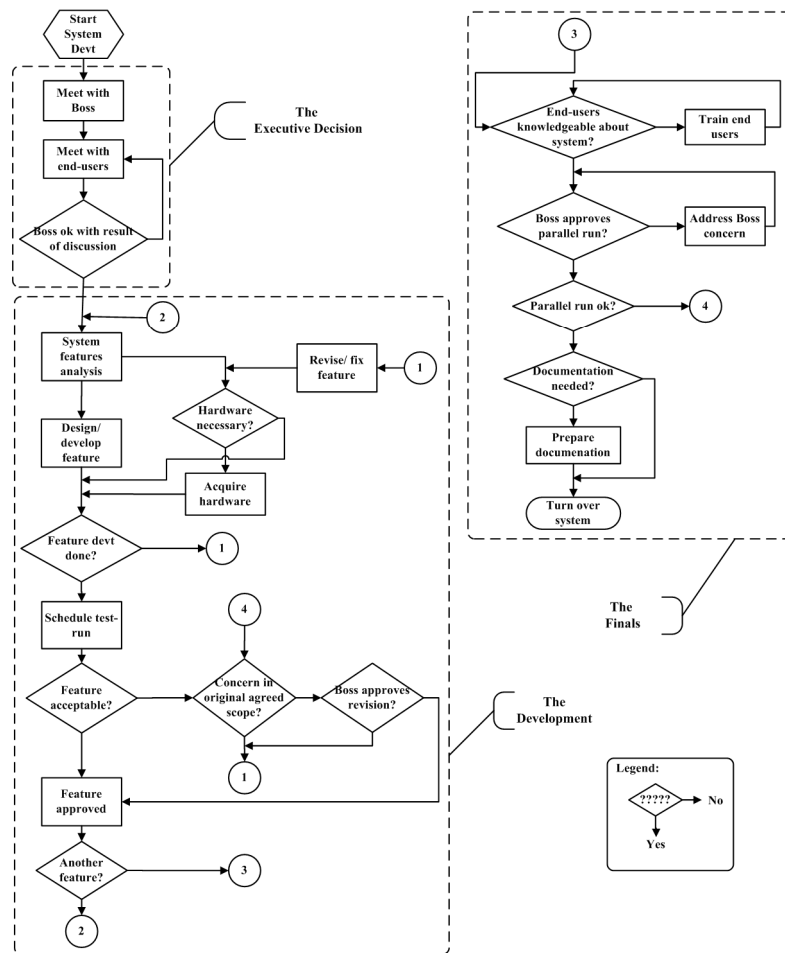 Start
System
Devt
Meet with
Boss
Meet with
end-users
Boss ok with result
of discussion
The
Executive Decision
2
System
features
analysis
Revise/ fix
feature
1
Hardware
necessary?
Design/
develop
feature
Acquire
hardware
Feature devt
done?
1
Schedule test-
run
4
Feature
acceptable?
Concern in
original agreed
scope?
Boss approves
revision?
1
Feature
approved
Another
feature?
3
2
The
Development
3
End-users
knowledgeable about
system?
Train end
users
Boss approves
parallel run?
Address Boss
concern
Parallel run ok?
4
Documentation
needed?
Prepare
documenation
Turn over
system
The
Finals
Legend:
?????
No
Yes